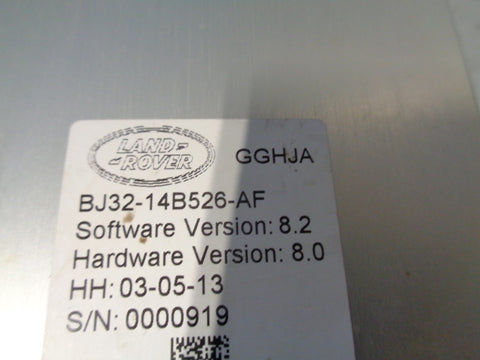 LAND
ROVER
GGHJA
BJ32-14B526-AF
Software Version: 8.2
Hardware Version: 8.0
HH: 03-05-13
S/N: 0000919